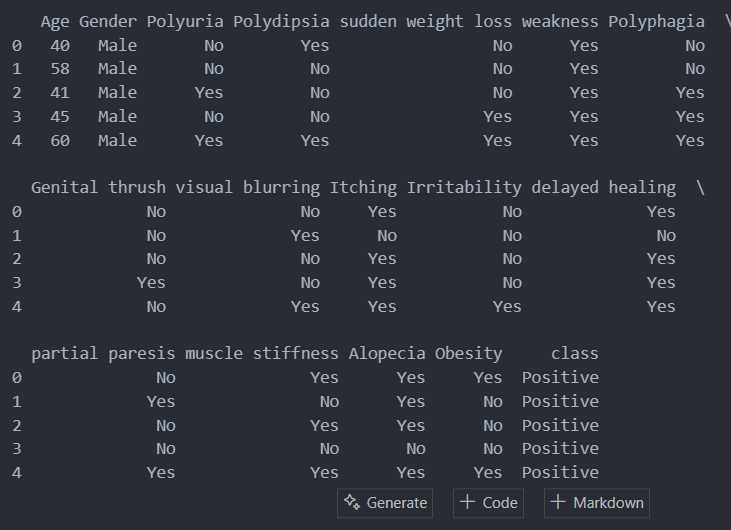 Age Gender Polyuria Polydipsia sudden weight loss weakness Polyphagia \
0 40 Male No Yes No Yes No
1 58 Male No No No Yes No
2 41 Male Yes No No Yes Yes
3 45 Male No No Yes Yes Yes
4 60 Male Yes Yes Yes Yes Yes
Genital thrush visual blurring Itching Irritability delayed healing \
0 No No Yes No Yes
1 No Yes No No No
2 No No Yes No Yes
3 Yes No Yes No Yes
4 No Yes Yes Yes Yes
partial paresis muscle stiffness Alopecia Obesity class
0 No Yes Yes Yes Positive
1 Yes No Yes No Positive
2 No Yes Yes No Positive
3 No No No No Positive
4 Yes Yes Yes Yes Positive
Generate + Code + Markdown